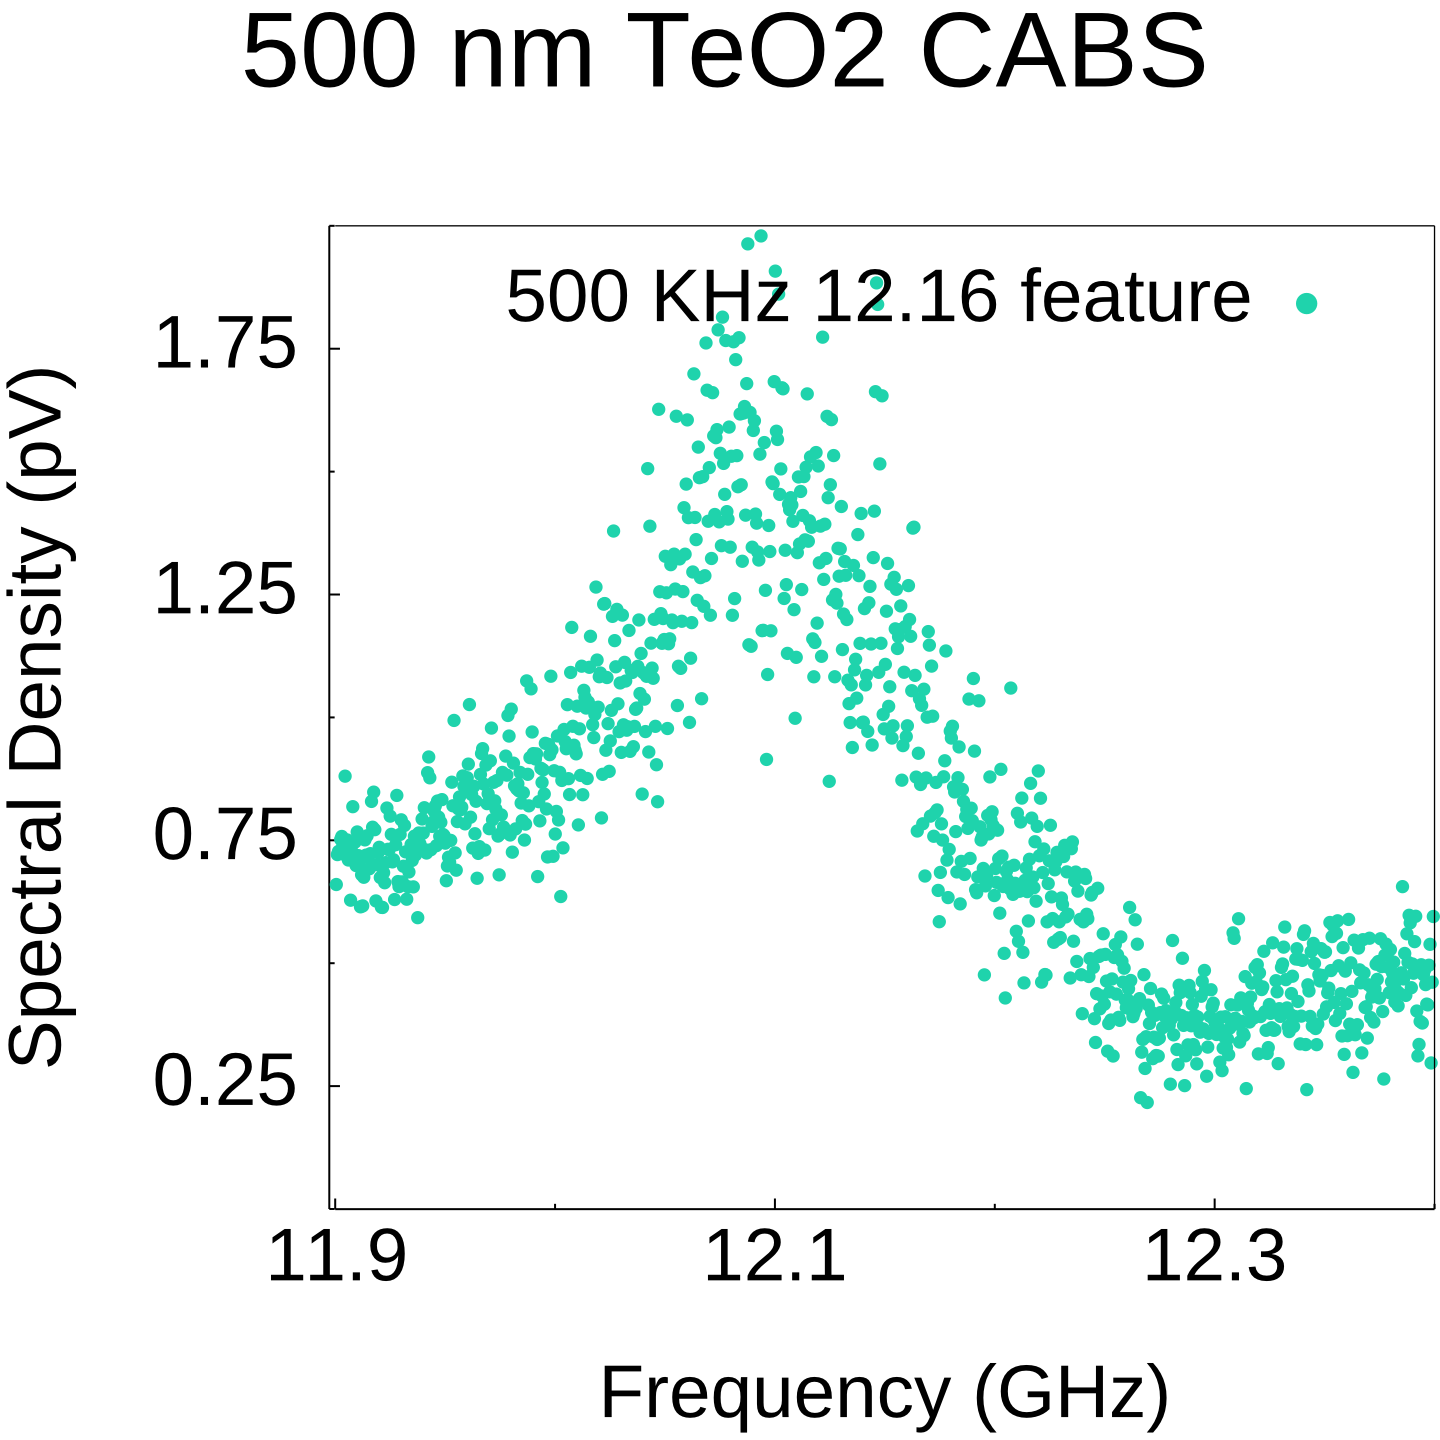 500 nm TeO2 CABS
500 KHz 12.16 feature
1.75
1.25
0.75
0.25
Spectral Density (pV)
11.9 12.1 12.3
Frequency (GHz)